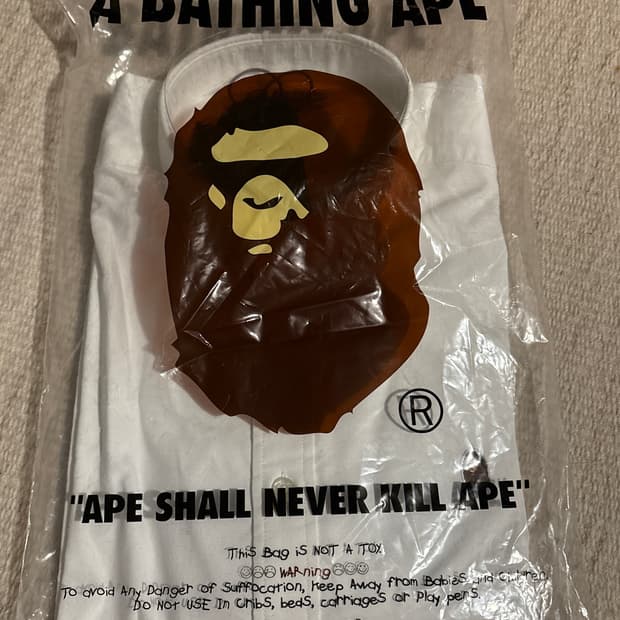 A BATHING APE
®
"APE SHALL NEVER KILL APE"
THiS Bag iS NOT A TOY
WARning
To avoid Any Danger of Suffocation, Keep Away from Babies and Children
DO NOT USE In Cribs, beds, carriages or Play pens.